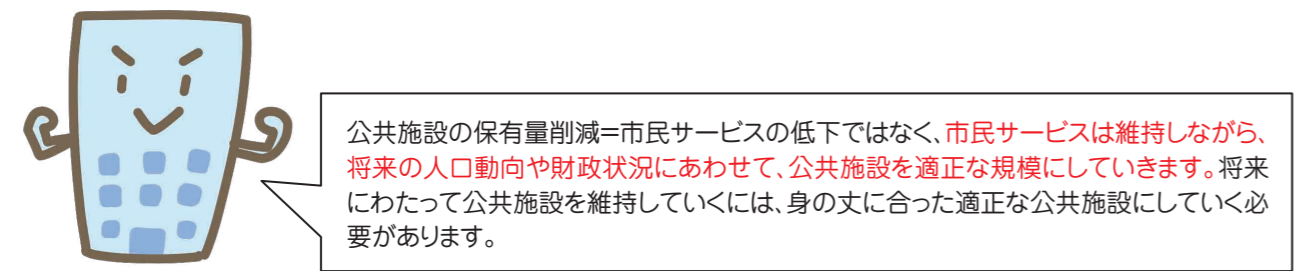 公共施設の保有量削減=市民サービスの低下ではなく、市民サービスは維持しながら、
将来の人口動向や財政状況にあわせて、公共施設を適正な規模にしていきます。将来
にわたって公共施設を維持していくには、身の丈に合った適正な公共施設にしていく必
要があります。